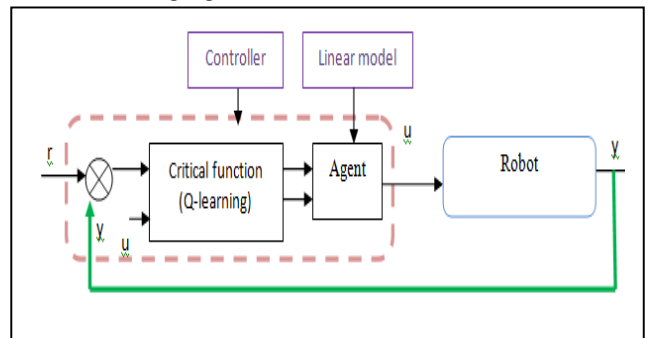 Controller
Linear model
r
Critical function
(Q-learning)
Agent
u
Robot
y
y
u